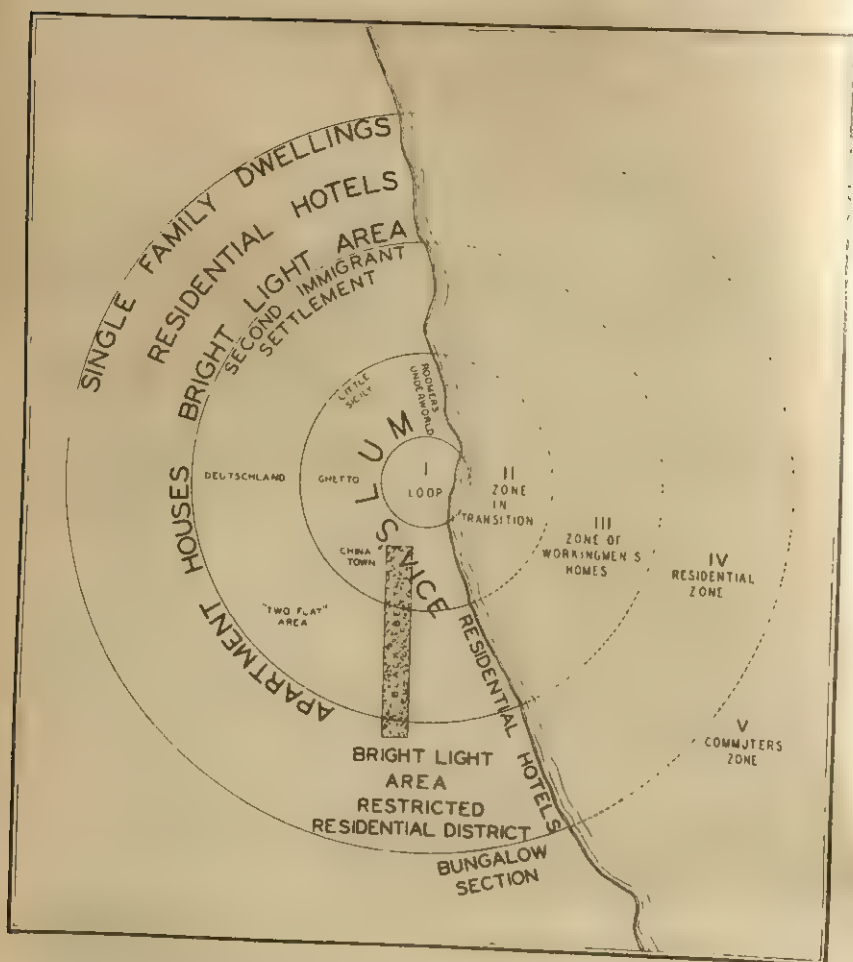 SINGLE FAMILY DWELLINGS
RESIDENTIAL HOTELS
BRIGHT LIGHT AREA
SECOND IMMIGRANT
SETTLEMENT
LITTLE
SICILY
ROOMERS
UNDERWORLD
SLUM
APARTMENT HOUSES
DEUTSCHLAND
GHETTO
I
LOOP
II
ZONE
IN
TRANSITION
III
ZONE OF
WORKINGMEN'S
HOMES
IV
RESIDENTIAL
ZONE
V
COMMUTERS
ZONE
CHINA
TOWN
VICE
"TWO FLAT"
AREA
BLACK BELT
RESIDENTIAL HOTELS
BRIGHT LIGHT
AREA
RESTRICTED
RESIDENTIAL DISTRICT
BUNGALOW
SECTION